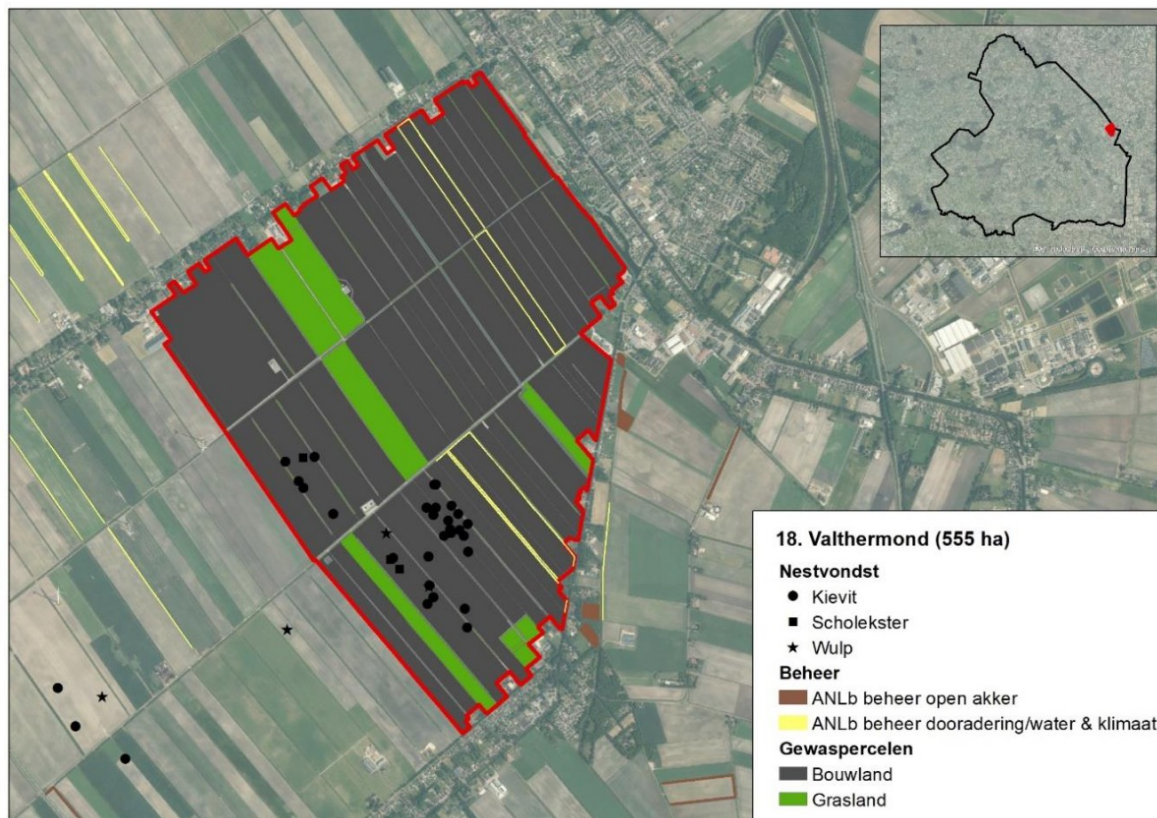 18. Valthermond (555 ha)
Nestvondst
Kievit
Scholekster
Wulp
Beheer
ANLb beheer open akker
ANLb beheer dooradering/water & klimaat
Gewaspercelen
Bouwland
Grasland